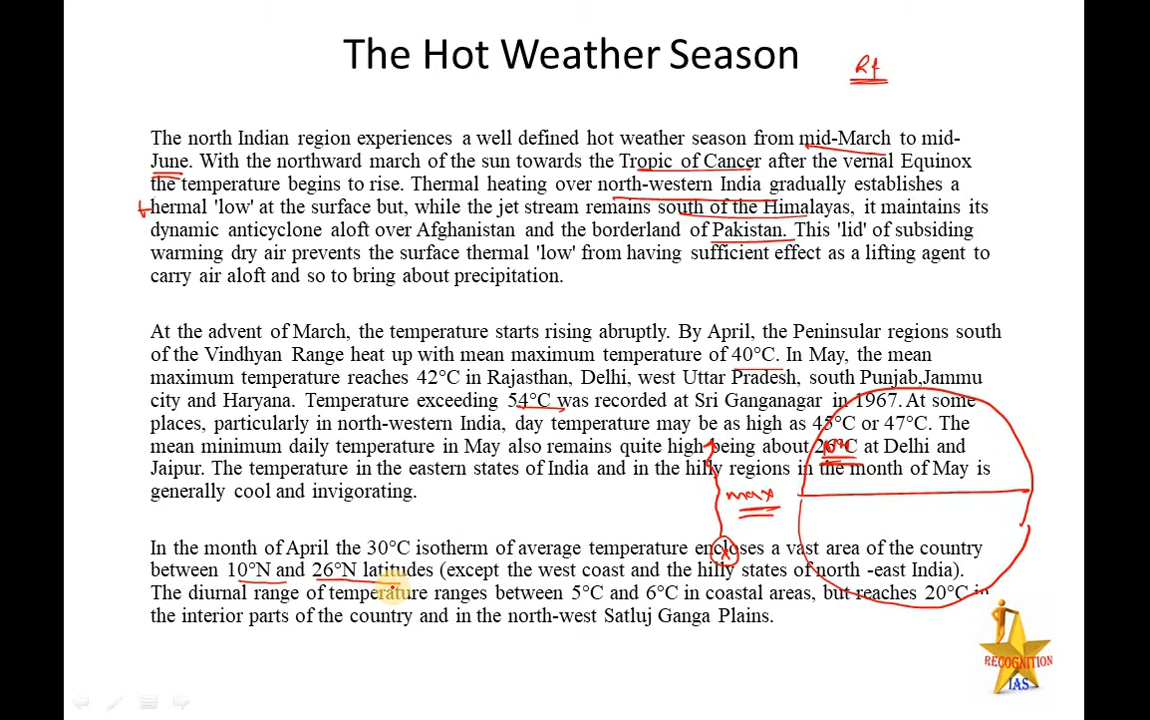 The Hot Weather Season
Rf
The north Indian region experiences a well defined hot weather season from mid-March to mid-
June. With the northward march of the sun towards the Tropic of Cancer after the vernal Equinox
the temperature begins to rise. Thermal heating over north-western India gradually establishes a
thermal 'low' at the surface but, while the jet stream remains south of the Himalayas, it maintains its
dynamic anticyclone aloft over Afghanistan and the borderland of Pakistan. This 'lid' of subsiding
warming dry air prevents the surface thermal 'low' from having sufficient effect as a lifting agent to
carry air aloft and so to bring about precipitation.
At the advent of March, the temperature starts rising abruptly. By April, the Peninsular regions south
of the Vindhyan Range heat up with mean maximum temperature of 40°C. In May, the mean
maximum temperature reaches 42°C in Rajasthan, Delhi, west Uttar Pradesh, south Punjab,Jammu
city and Haryana. Temperature exceeding 54°C was recorded at Sri Ganganagar in 1967. At some
places, particularly in north-western India, day temperature may be as high as 45°C or 47°C. The
mean minimum daily temperature in May also remains quite high being about at Delhi and
Jaipur. The temperature in the eastern states of India and in the hilly regions in the month of May is
generally cool and invigorating.
max
In the month of April the 30°C isotherm of average temperature encloses a vast area of the country
between 10°N and 26°N latitudes (except the west coast and the hilly states of north -east India).
The diurnal range of temperature ranges between 5°C and 6°C in coastal areas, but reaches 20°C in
the interior parts of the country and in the north-west Satluj Ganga Plains.
RECOGNITION
IAS